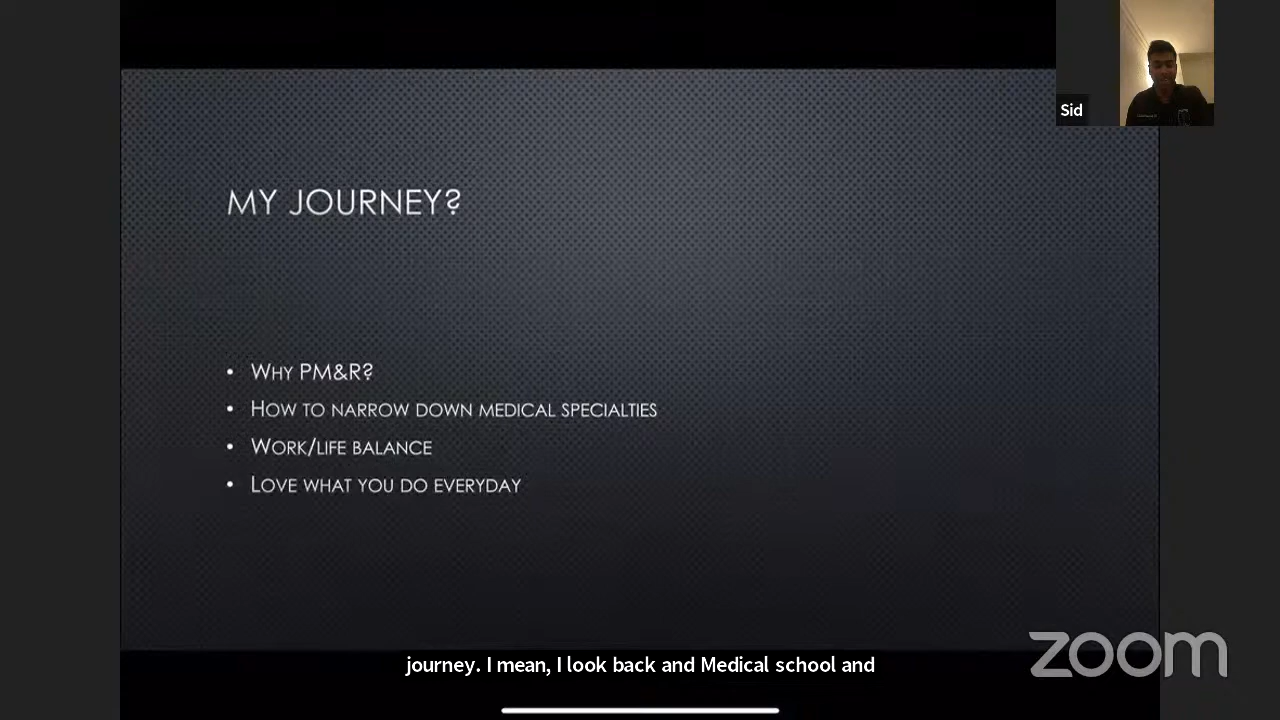 Sid
MY JOURNEY?
• WHY PM&R?
• HOW TO NARROW DOWN MEDICAL SPECIALTIES
• WORK/LIFE BALANCE
• LOVE WHAT YOU DO EVERYDAY
journey. I mean, I look back and Medical school and
zoom